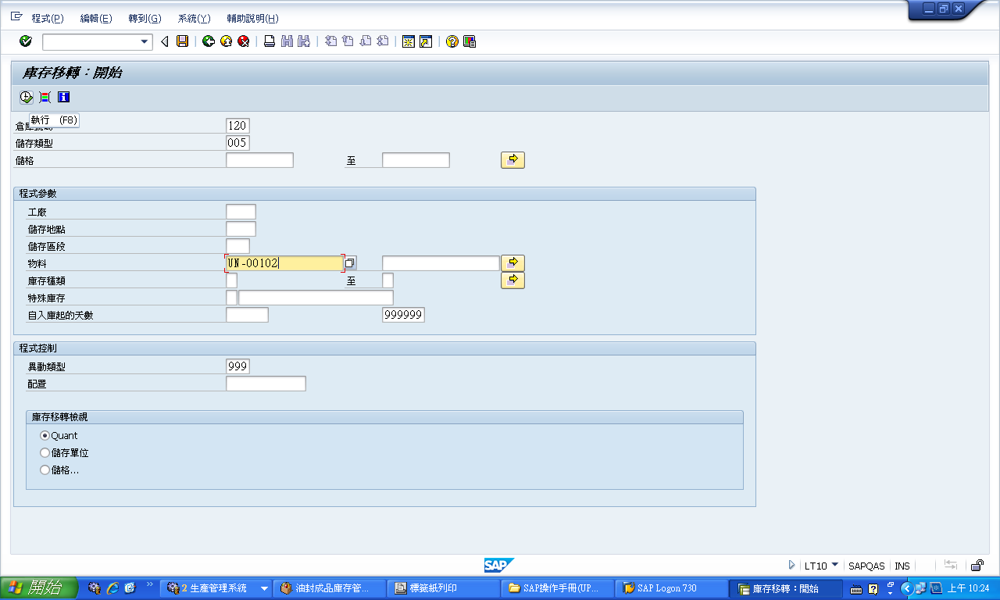 程式(P) 編輯(E) 轉到(G) 系統(Y) 輔助說明(H)
庫存移轉：開始
執行 (F8)
120
儲存類型 005
儲格 至
程式參數
工廠
儲存地點
儲存區段
物料 UN-00102
庫存種類 至
特殊庫存
自入庫起的天數 999999
程式控制
異動類型 999
配置
庫存移轉檢視
Quant
儲存單位
儲格...
SAP LT10 SAPQAS INS
開始 2 生產管理系統 油封成品庫存管... 標籤紙列印 SAP操作手冊(UP... SAP Logon 730 庫存移轉：開始 上午 10:24